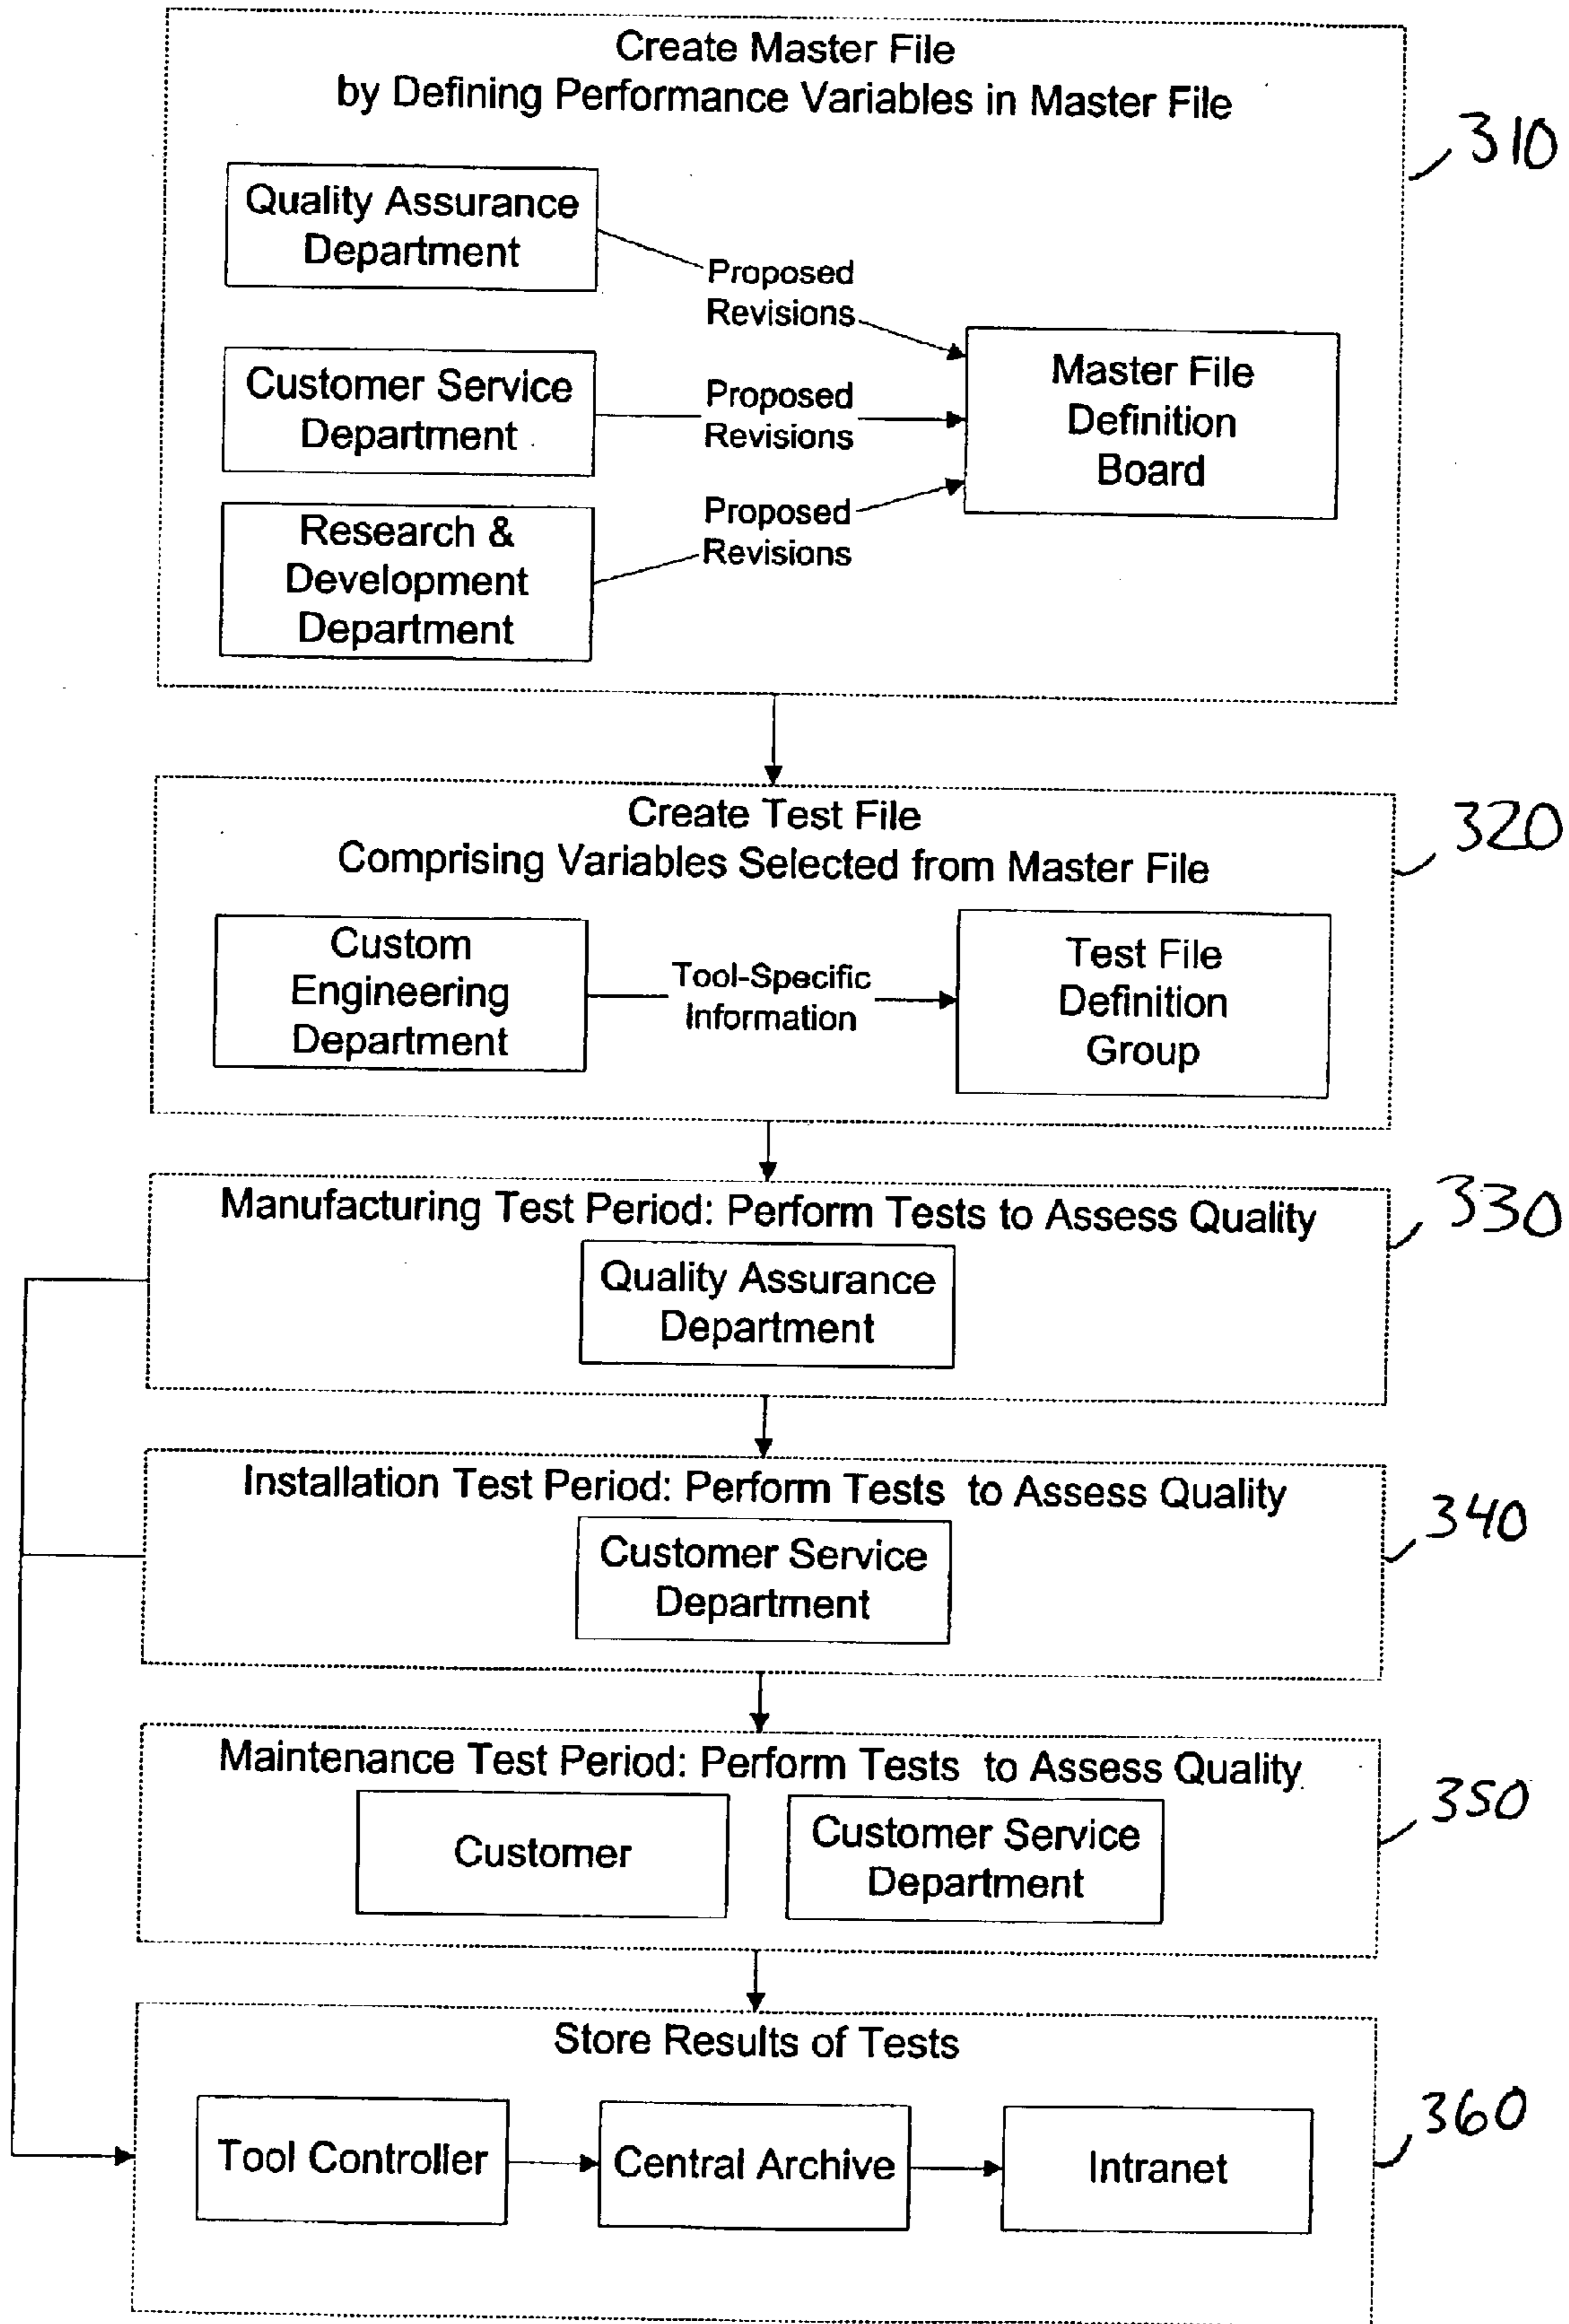 Create Master File
by Defining Performance Variables in Master File
310
Quality Assurance
Department
Proposed
Revisions
Customer Service
Department
Proposed
Revisions
Master File
Definition
Board
Research &
Development
Department
Proposed
Revisions
Create Test File
Comprising Variables Selected from Master File
320
Custom
Engineering
Department
Tool-Specific
Information
Test File
Definition
Group
Manufacturing Test Period: Perform Tests to Assess Quality
330
Quality Assurance
Department
Installation Test Period: Perform Tests to Assess Quality
340
Customer Service
Department
Maintenance Test Period: Perform Tests to Assess Quality
350
Customer
Customer Service
Department
Store Results of Tests
360
Tool Controller
Central Archive
Intranet